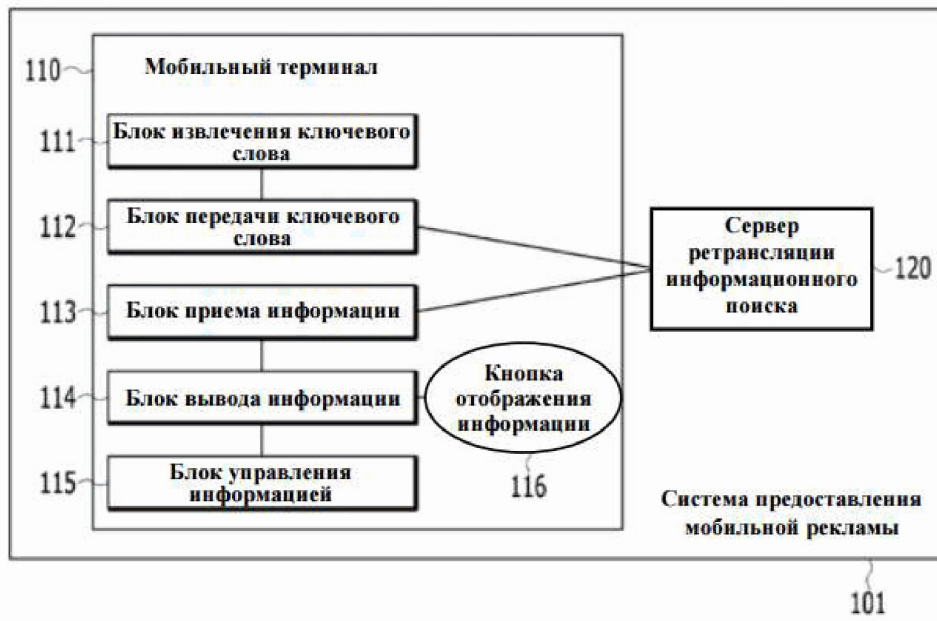 110
Мобильный терминал
111
Блок извлечения ключевого
слова
112
Блок передачи ключевого
слова
113
Блок приема информации
114
Блок вывода информации
Кнопка
отображения
информации
116
115
Блок управления
информацией
Сервер
ретрансляции
информационного
поиска
120
Система предоставления
мобильной рекламы
101